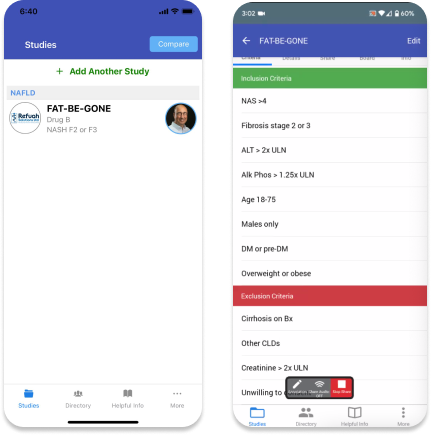 6:40
Studies
Compare
+ Add Another Study
NAFLD
Refuah
FAT-BE-GONE
Drug B
NASH F2 or F3
Studies
Directory
Helpful Info
More
3:02
60%
FAT-BE-GONE
Edit
Criteria
Details
Share
Board
Info
Inclusion Criteria
NAS >4
Fibrosis stage 2 or 3
ALT > 2x ULN
Alk Phos > 1.25x ULN
Age 18-75
Males only
DM or pre-DM
Overweight or obese
Exclusion Criteria
Cirrhosis on Bx
Other CLDs
Creatinine > 2x ULN
Unwilling to
Stop Share
Studies
Directory
Helpful Info
More